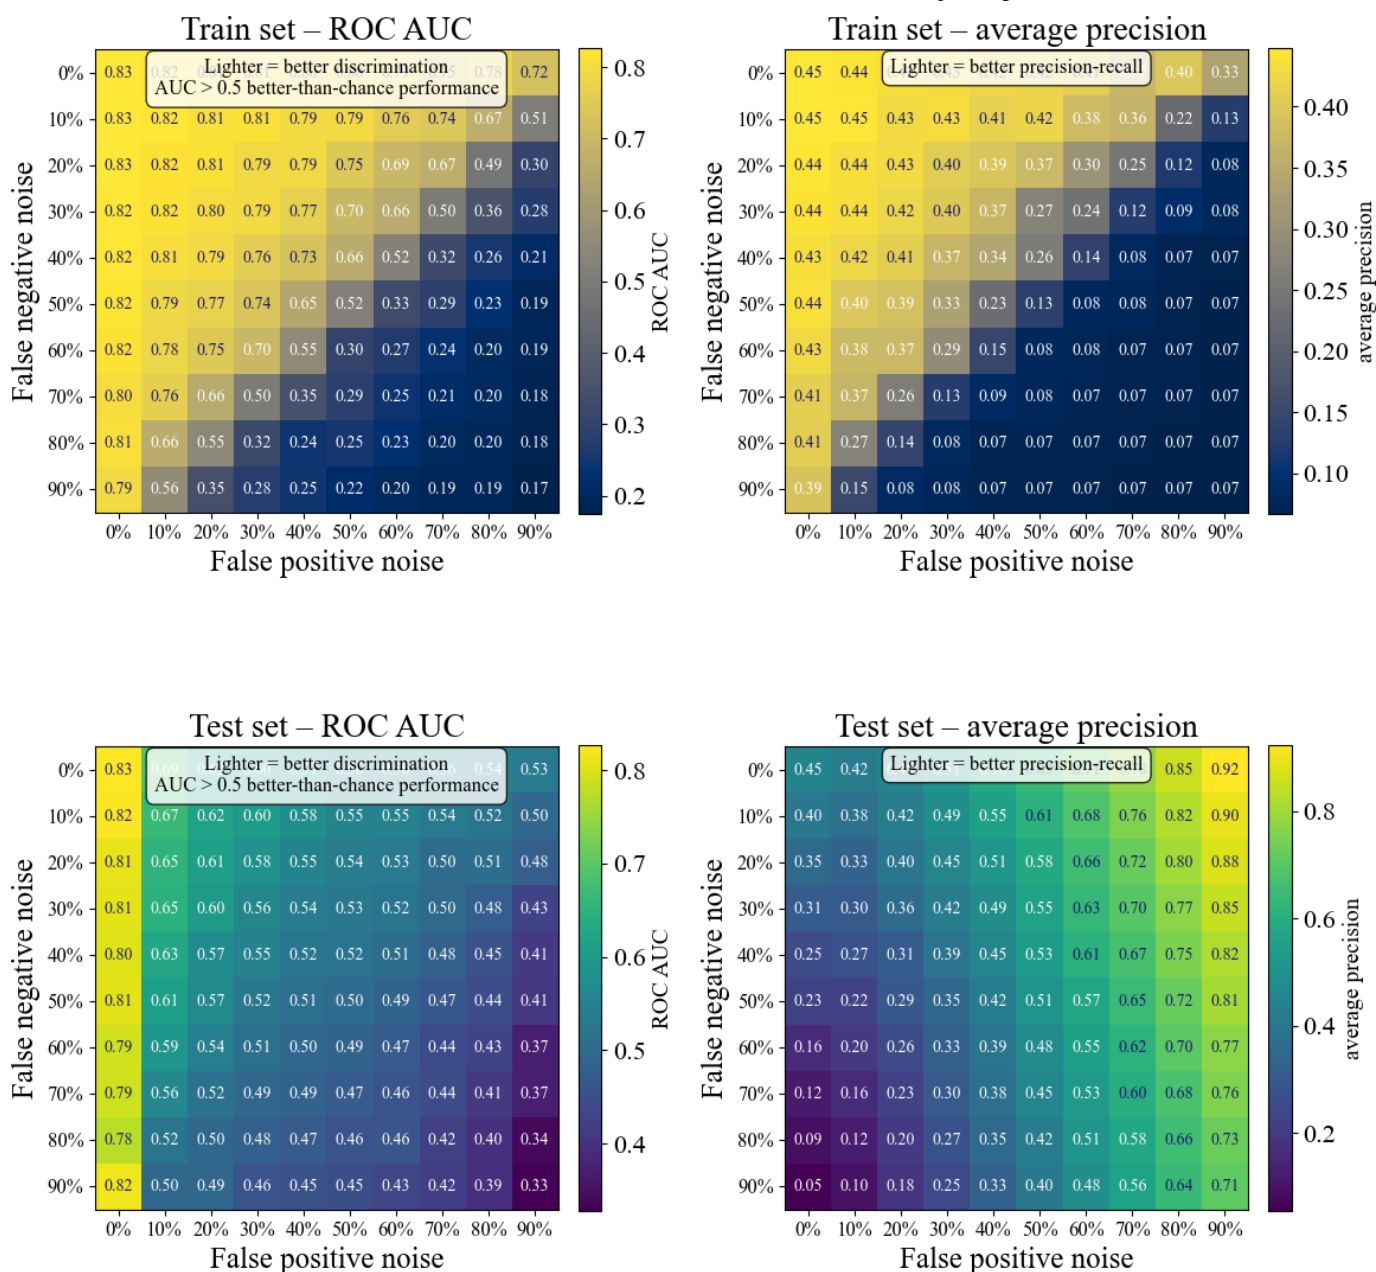 Train set – ROC AUC
Lighter = better discrimination
AUC > 0.5 better-than-chance performance
False negative noise
0% 0.83 0.72
10% 0.83 0.82 0.81 0.81 0.79 0.79 0.76 0.74 0.67 0.51
20% 0.83 0.82 0.81 0.79 0.79 0.75 0.69 0.67 0.49 0.30
30% 0.82 0.82 0.80 0.79 0.77 0.70 0.66 0.50 0.36 0.28
40% 0.82 0.81 0.79 0.76 0.73 0.66 0.52 0.32 0.26 0.21
50% 0.82 0.79 0.77 0.74 0.65 0.52 0.33 0.29 0.23 0.19
60% 0.82 0.78 0.75 0.70 0.55 0.30 0.27 0.24 0.20 0.19
70% 0.80 0.76 0.66 0.50 0.35 0.29 0.25 0.21 0.20 0.18
80% 0.81 0.66 0.55 0.32 0.24 0.25 0.23 0.20 0.20 0.18
90% 0.79 0.56 0.35 0.28 0.25 0.22 0.20 0.19 0.19 0.17
0% 10% 20% 30% 40% 50% 60% 70% 80% 90%
False positive noise
0.8
0.7
0.6
0.5
0.4
0.3
0.2
ROC AUC
Train set – average precision
Lighter = better precision-recall
False negative noise
0% 0.45 0.44 0.40 0.33
10% 0.45 0.45 0.43 0.43 0.41 0.42 0.38 0.36 0.22 0.13
20% 0.44 0.44 0.43 0.40 0.39 0.37 0.30 0.25 0.12 0.08
30% 0.44 0.44 0.42 0.40 0.37 0.27 0.24 0.12 0.09 0.08
40% 0.43 0.42 0.41 0.37 0.34 0.26 0.14 0.08 0.07 0.07
50% 0.44 0.40 0.39 0.33 0.23 0.13 0.08 0.08 0.07 0.07
60% 0.43 0.38 0.37 0.29 0.15 0.08 0.08 0.07 0.07 0.07
70% 0.41 0.37 0.26 0.13 0.09 0.08 0.07 0.07 0.07 0.07
80% 0.41 0.27 0.14 0.08 0.07 0.07 0.07 0.07 0.07 0.07
90% 0.39 0.15 0.08 0.08 0.07 0.07 0.07 0.07 0.07 0.07
0% 10% 20% 30% 40% 50% 60% 70% 80% 90%
False positive noise
0.40
0.35
0.30
0.25
0.20
0.15
0.10
average precision
Test set – ROC AUC
Lighter = better discrimination
AUC > 0.5 better-than-chance performance
False negative noise
0% 0.83 0.53
10% 0.82 0.67 0.62 0.60 0.58 0.55 0.55 0.54 0.52 0.50
20% 0.81 0.65 0.61 0.58 0.55 0.54 0.53 0.50 0.51 0.48
30% 0.81 0.65 0.60 0.56 0.54 0.53 0.52 0.50 0.48 0.43
40% 0.80 0.63 0.57 0.55 0.52 0.52 0.51 0.48 0.45 0.41
50% 0.81 0.61 0.57 0.52 0.51 0.50 0.49 0.47 0.44 0.41
60% 0.79 0.59 0.54 0.51 0.50 0.49 0.47 0.44 0.43 0.37
70% 0.79 0.56 0.52 0.49 0.49 0.47 0.46 0.44 0.41 0.37
80% 0.78 0.52 0.50 0.48 0.47 0.46 0.46 0.42 0.40 0.34
90% 0.82 0.50 0.49 0.46 0.45 0.45 0.43 0.42 0.39 0.33
0% 10% 20% 30% 40% 50% 60% 70% 80% 90%
False positive noise
0.8
0.7
0.6
0.5
0.4
ROC AUC
Test set – average precision
Lighter = better precision-recall
False negative noise
0% 0.45 0.42 0.85 0.92
10% 0.40 0.38 0.42 0.49 0.55 0.61 0.68 0.76 0.82 0.90
20% 0.35 0.33 0.40 0.45 0.51 0.58 0.66 0.72 0.80 0.88
30% 0.31 0.30 0.36 0.42 0.49 0.55 0.63 0.70 0.77 0.85
40% 0.25 0.27 0.31 0.39 0.45 0.53 0.61 0.67 0.75 0.82
50% 0.23 0.22 0.29 0.35 0.42 0.51 0.57 0.65 0.72 0.81
60% 0.16 0.20 0.26 0.33 0.39 0.48 0.55 0.62 0.70 0.77
70% 0.12 0.16 0.23 0.30 0.38 0.45 0.53 0.60 0.68 0.76
80% 0.09 0.12 0.20 0.27 0.35 0.42 0.51 0.58 0.66 0.73
90% 0.05 0.10 0.18 0.25 0.33 0.40 0.48 0.56 0.64 0.71
0% 10% 20% 30% 40% 50% 60% 70% 80% 90%
False positive noise
0.8
0.6
0.4
0.2
average precision